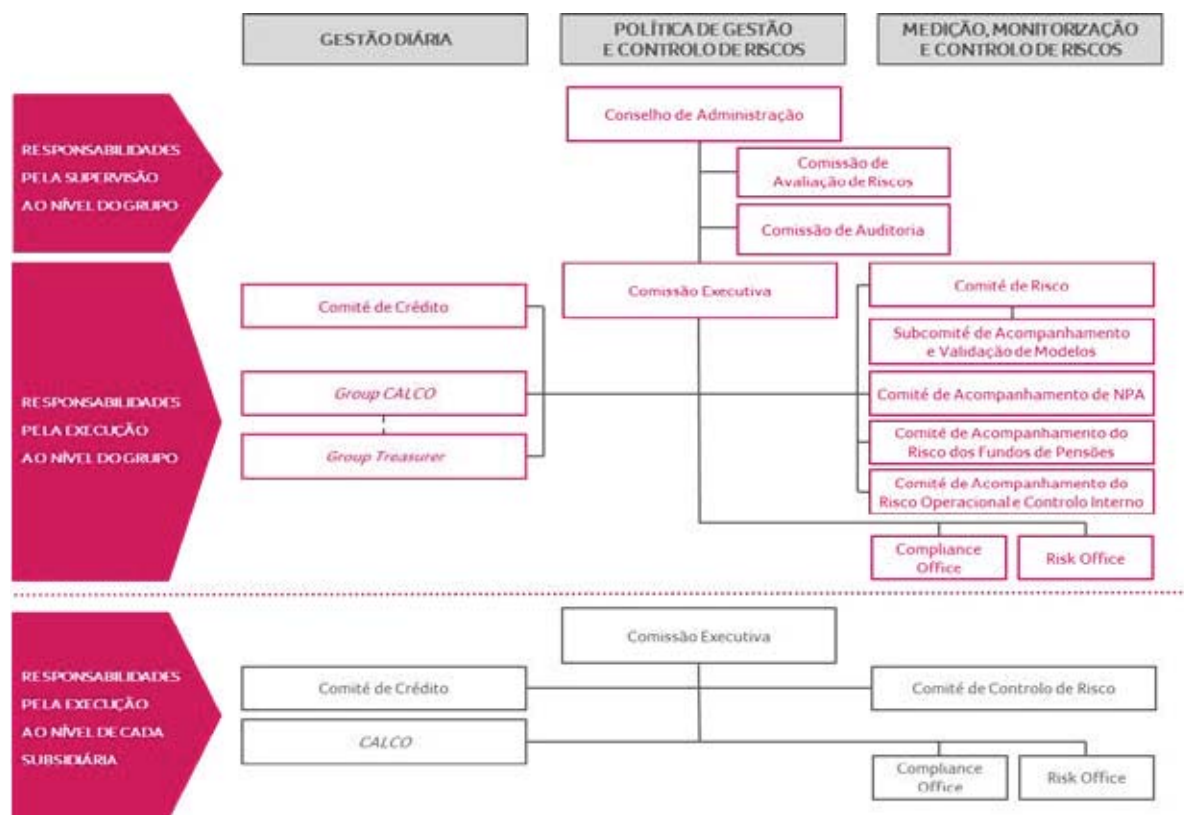 GESTÃO DIÁRIA
POLÍTICA DE GESTÃO
E CONTROLO DE RISCOS
MEDIÇÃO, MONITORIZAÇÃO
E CONTROLO DE RISCOS
RESPONSABILIDADES
PELA SUPERVISÃO
AO NÍVEL DO GRUPO
Conselho de Administração
Comissão de
Avaliação de Riscos
Comissão de Auditoria
RESPONSABILIDADES
PELA EXECUÇÃO
AO NÍVEL DO GRUPO
Comité de Crédito
Group CALCO
Group Treasurer
Comissão Executiva
Comité de Risco
Subcomité de Acompanhamento
e Validação de Modelos
Comité de Acompanhamento de NPA
Comité de Acompanhamento do
Risco dos Fundos de Pensões
Comité de Acompanhamento do
Risco Operacional e Controlo Interno
Compliance
Office
Risk Office
RESPONSABILIDADES
PELA EXECUÇÃO
AO NÍVEL DE CADA
SUBSIDIÁRIA
Comissão Executiva
Comité de Crédito
CALCO
Comité de Controlo de Risco
Compliance
Office
Risk Office